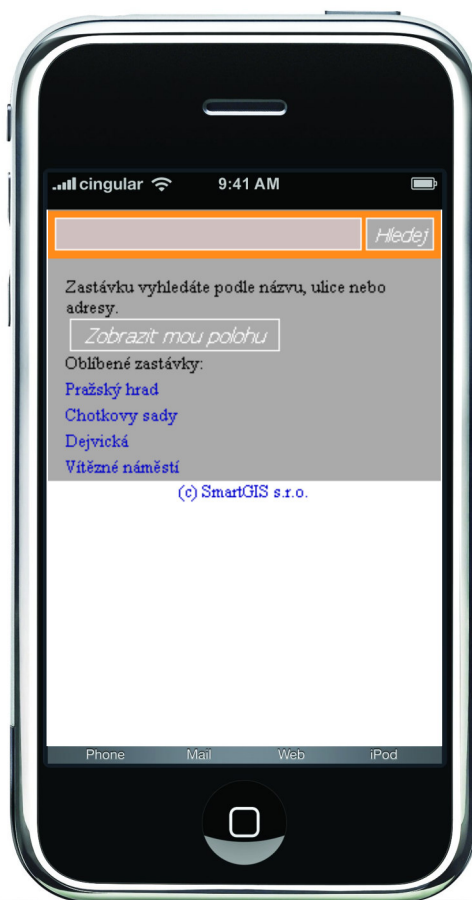 cingular 9:41 AM
Hledej
Zastávku vyhledáte podle názvu, ulice nebo
adresy.
Zobrazit mou polohu
Oblíbené zastávky:
Pražský hrad
Chotkovy sady
Dejvická
Vítězné náměstí
(c) SmartGIS s.r.o.
Phone Mail Web iPod